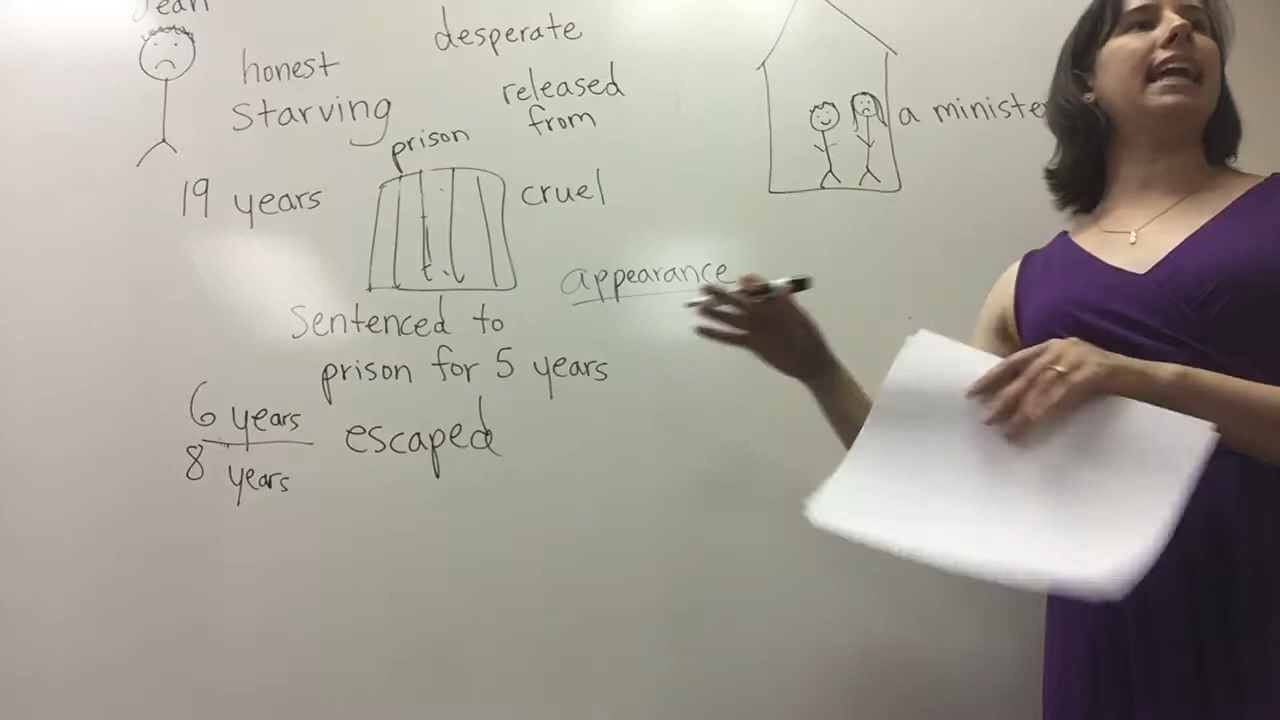 Jean
desperate
honest
starving
released
from
prison
19 years
cruel
a minister
appearance
Sentenced to
prison for 5 years
6 years
8 years
escaped